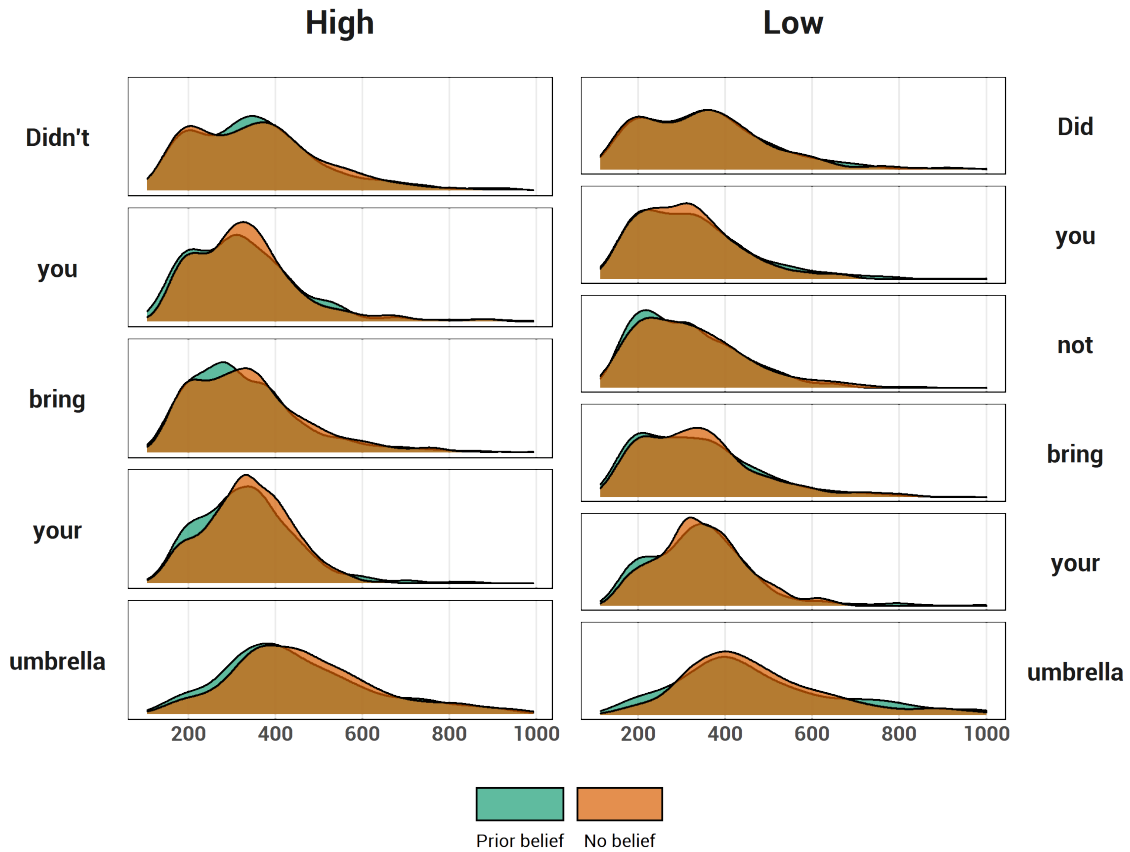 High Low
Didn't Did
you you
not
bring
bring
your
your
umbrella
umbrella
200 400 600 800 1000 200 400 600 800 1000
Prior belief No belief